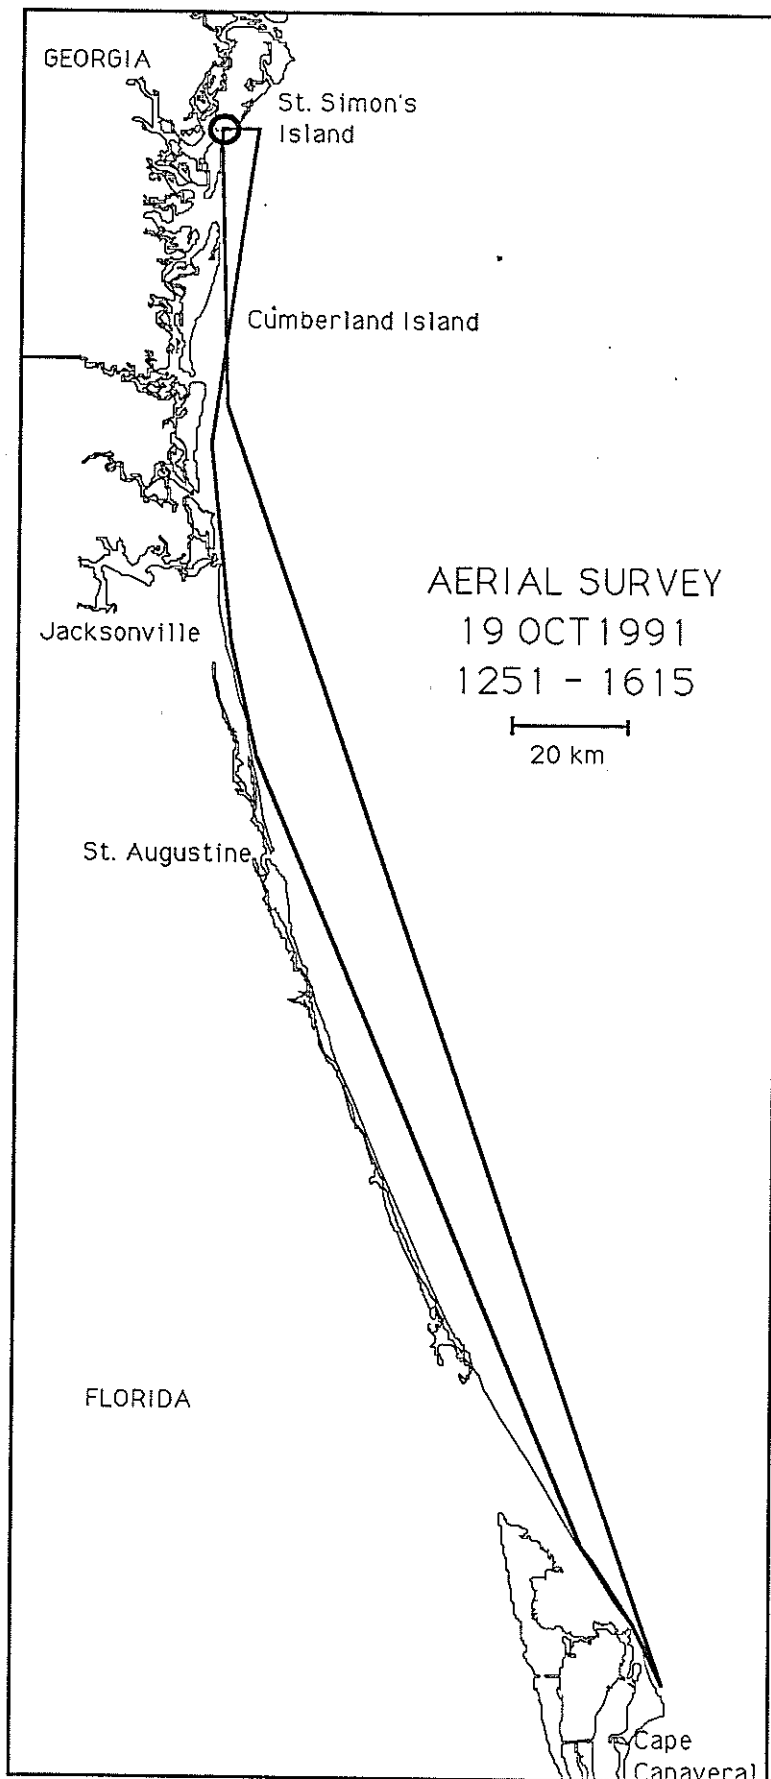 GEORGIA
St. Simon's
Island
Cumberland Island
AERIAL SURVEY
19 OCT 1991
1251 - 1615
20 km
Jacksonville
St. Augustine
FLORIDA
Cape
Canaveral